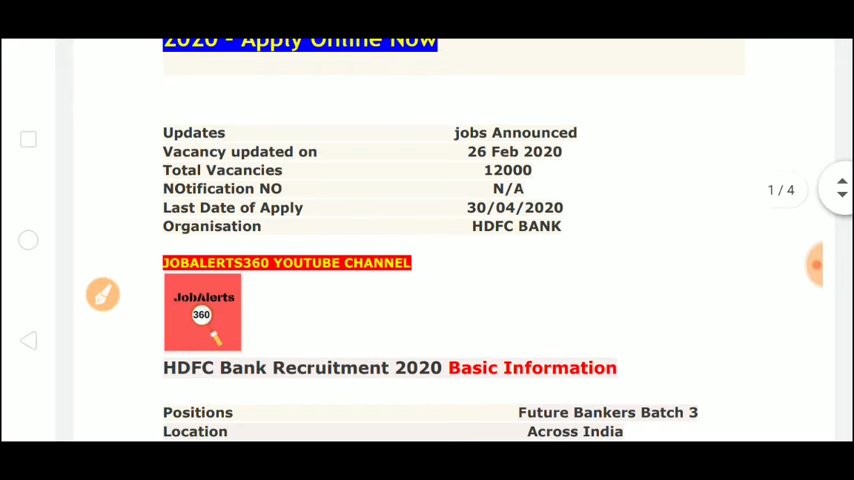 2020 - Apply Online Now
Updates jobs Announced
Vacancy updated on 26 Feb 2020
Total Vacancies 12000
NOtification NO N/A
1 / 4
Last Date of Apply 30/04/2020
Organisation HDFC BANK
JOBALERTS360 YOUTUBE CHANNEL
JobAlerts
360
HDFC Bank Recruitment 2020 Basic Information
Positions Future Bankers Batch 3
Location Across India